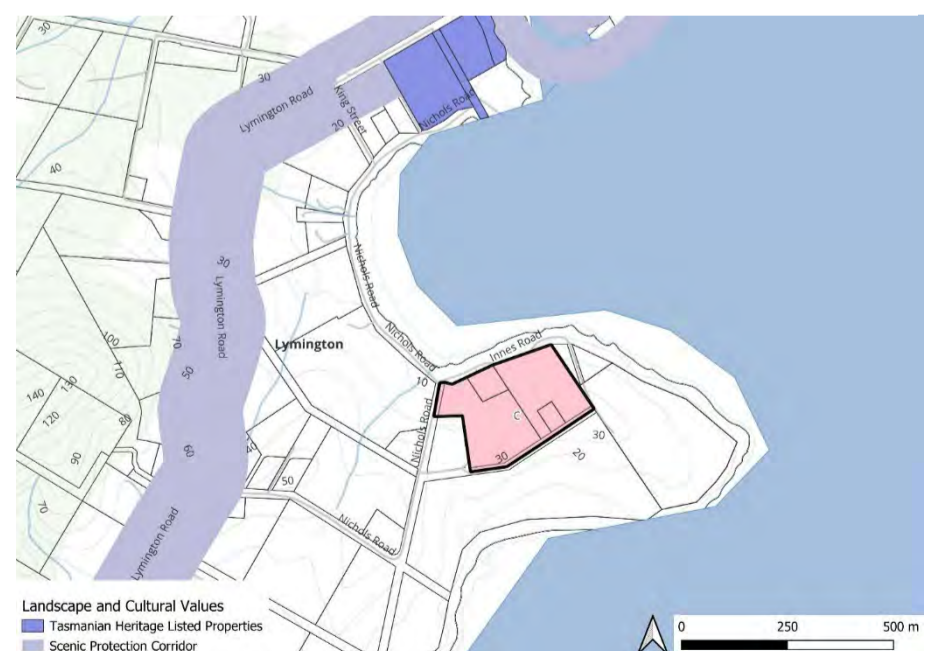 30
30
Lymington Road
King Street
20
Nichols Road
40
30
Lymington Road
Nichols Road
100
70
110
50
Lymington
Nichols Road
Innes Road
10
140
130
120
80
Nichols Road
C
30
90
60
40
30
20
50
70
Nichols Road
Lymington Road
Landscape and Cultural Values
Tasmanian Heritage Listed Properties
Scenic Protection Corridor
0 250 500 m